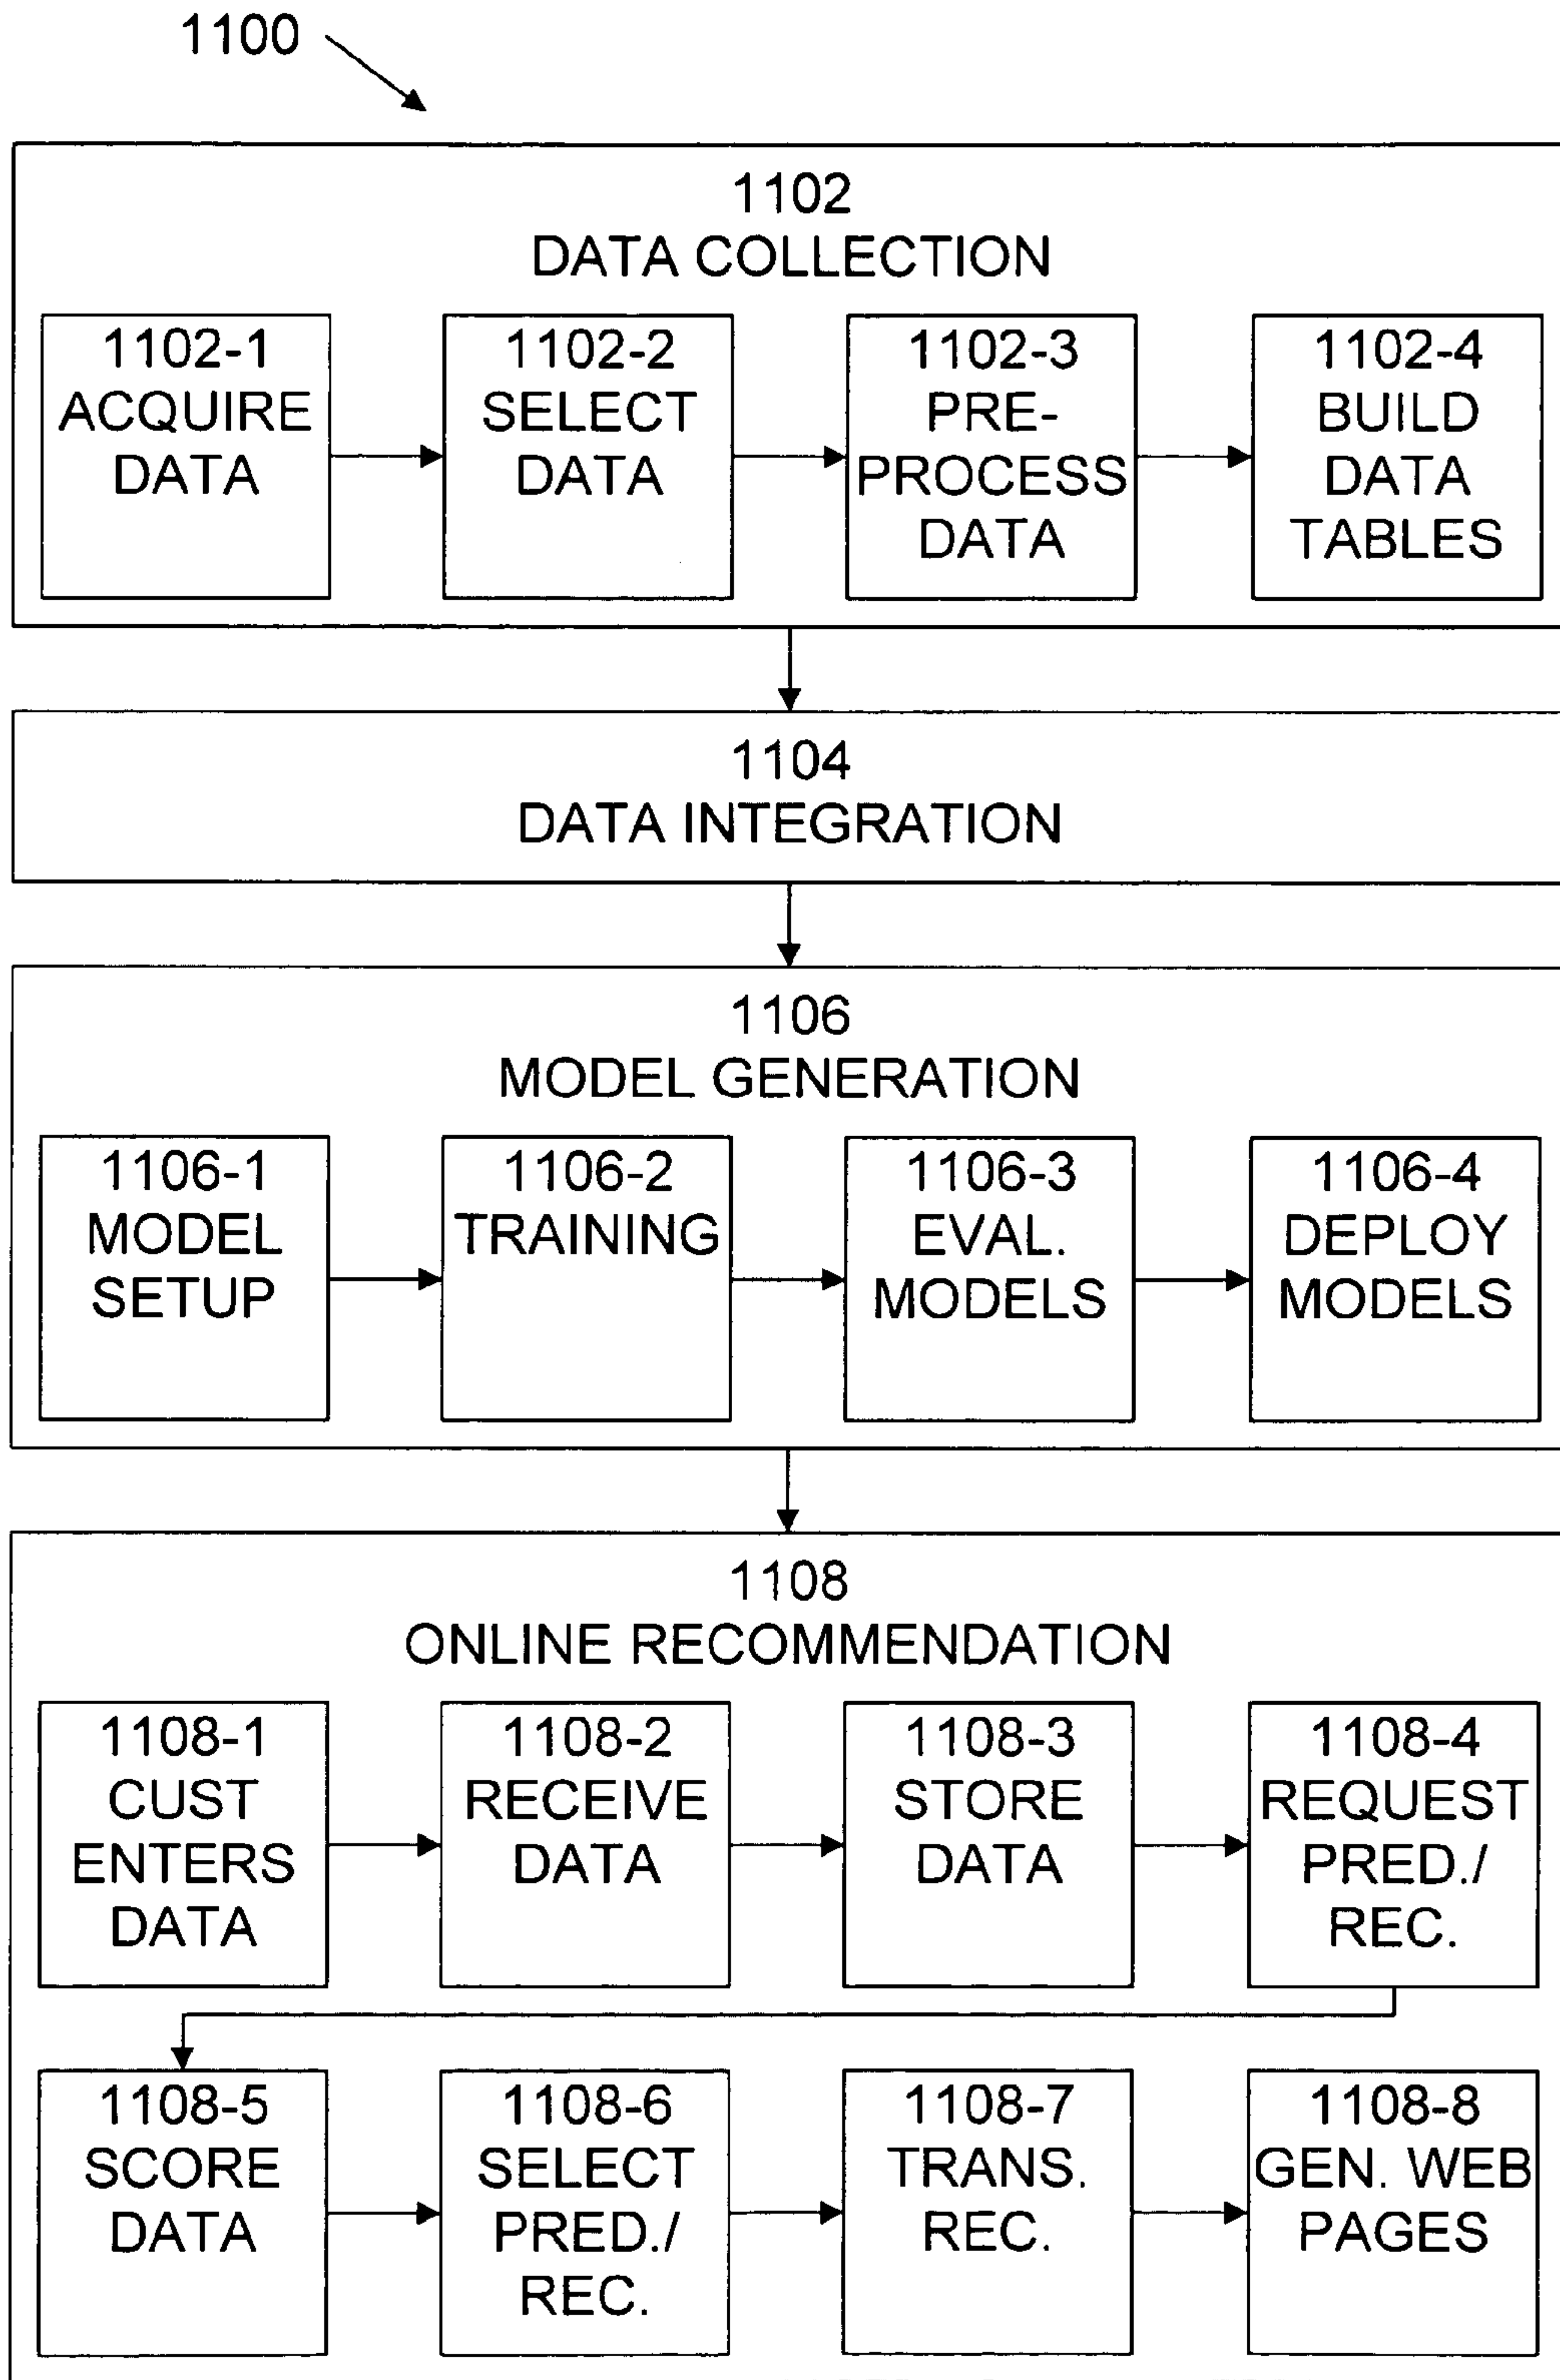 1100
1102
DATA COLLECTION
1102-1
ACQUIRE
DATA
1102-2
SELECT
DATA
1102-3
PRE-
PROCESS
DATA
1102-4
BUILD
DATA
TABLES
1104
DATA INTEGRATION
1106
MODEL GENERATION
1106-1
MODEL
SETUP
1106-2
TRAINING
1106-3
EVAL.
MODELS
1106-4
DEPLOY
MODELS
1108
ONLINE RECOMMENDATION
1108-1
CUST
ENTERS
DATA
1108-2
RECEIVE
DATA
1108-3
STORE
DATA
1108-4
REQUEST
PRED./
REC.
1108-5
SCORE
DATA
1108-6
SELECT
PRED./
REC.
1108-7
TRANS.
REC.
1108-8
GEN. WEB
PAGES